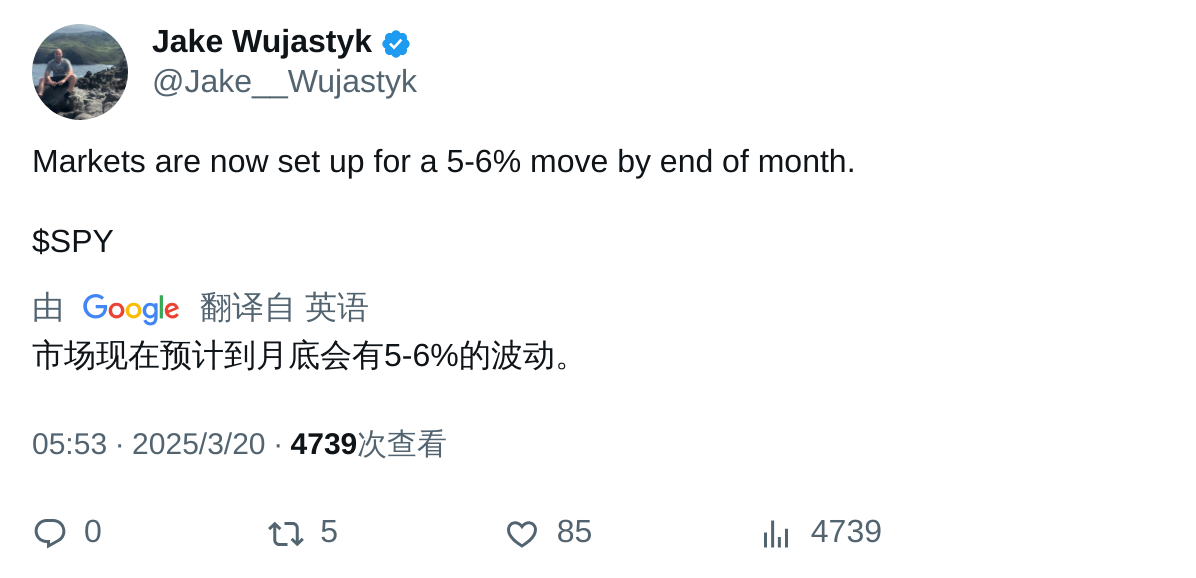 Jake Wujastyk
@Jake__Wujastyk
Markets are now set up for a 5-6% move by end of month.
$SPY
由 Google 翻译自 英语
市场现在预计到月底会有5-6%的波动。
05:53 · 2025/3/20 · 4739次查看
0 5 85 4739